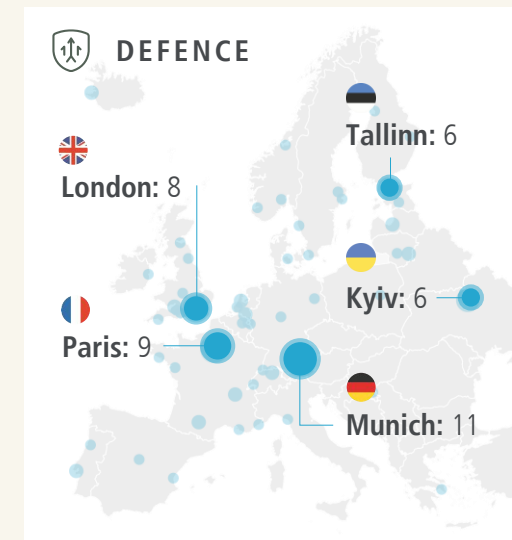 DEFENCE
Tallinn: 6
London: 8
Kyiv: 6
Paris: 9
Munich: 11